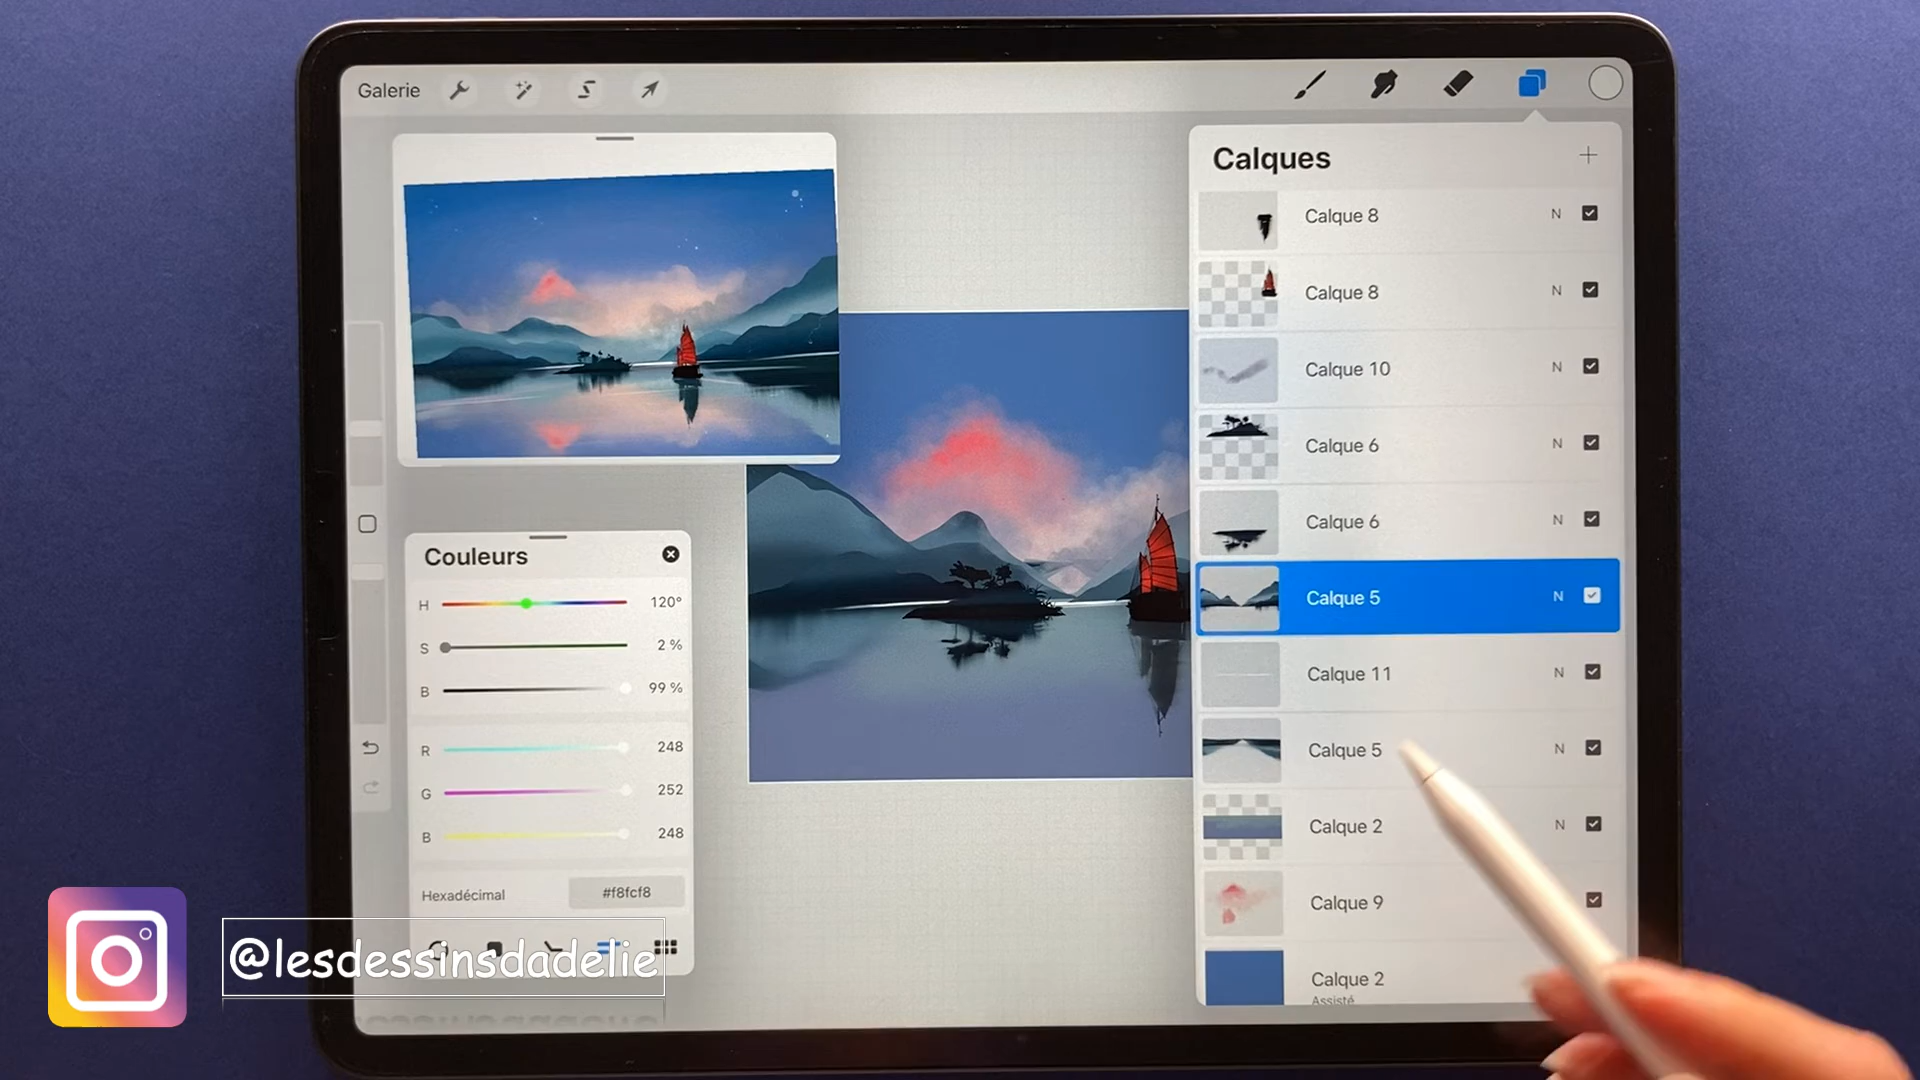 Galerie
Calques
Calque 8
N
Calque 8
N
Calque 10
N
Calque 6
N
Calque 6
N
Calque 5
N
Calque 11
N
Calque 5
N
Calque 2
N
Calque 9
Calque 2
Assisté
Couleurs
H
120°
S
2 %
B
99 %
R
248
G
252
B
248
Hexadécimal
#f8fcf8
@lesdessinsdadelie